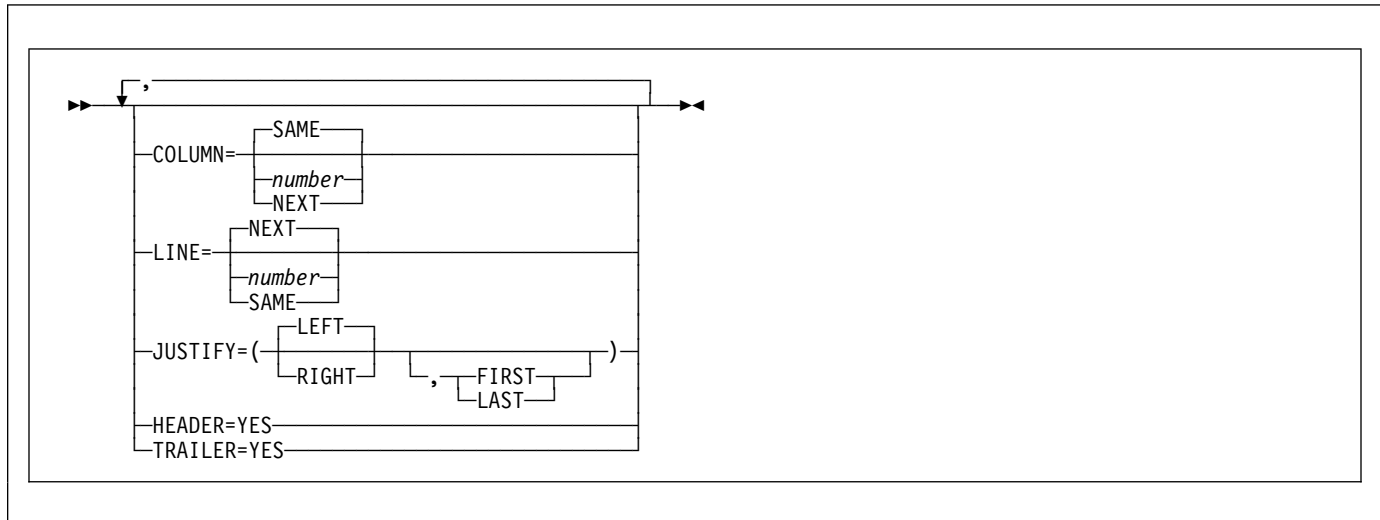 ,
SAME
COLUMN=
number
NEXT
NEXT
LINE=
number
SAME
LEFT
JUSTIFY=( )
RIGHT , FIRST
LAST
HEADER=YES
TRAILER=YES